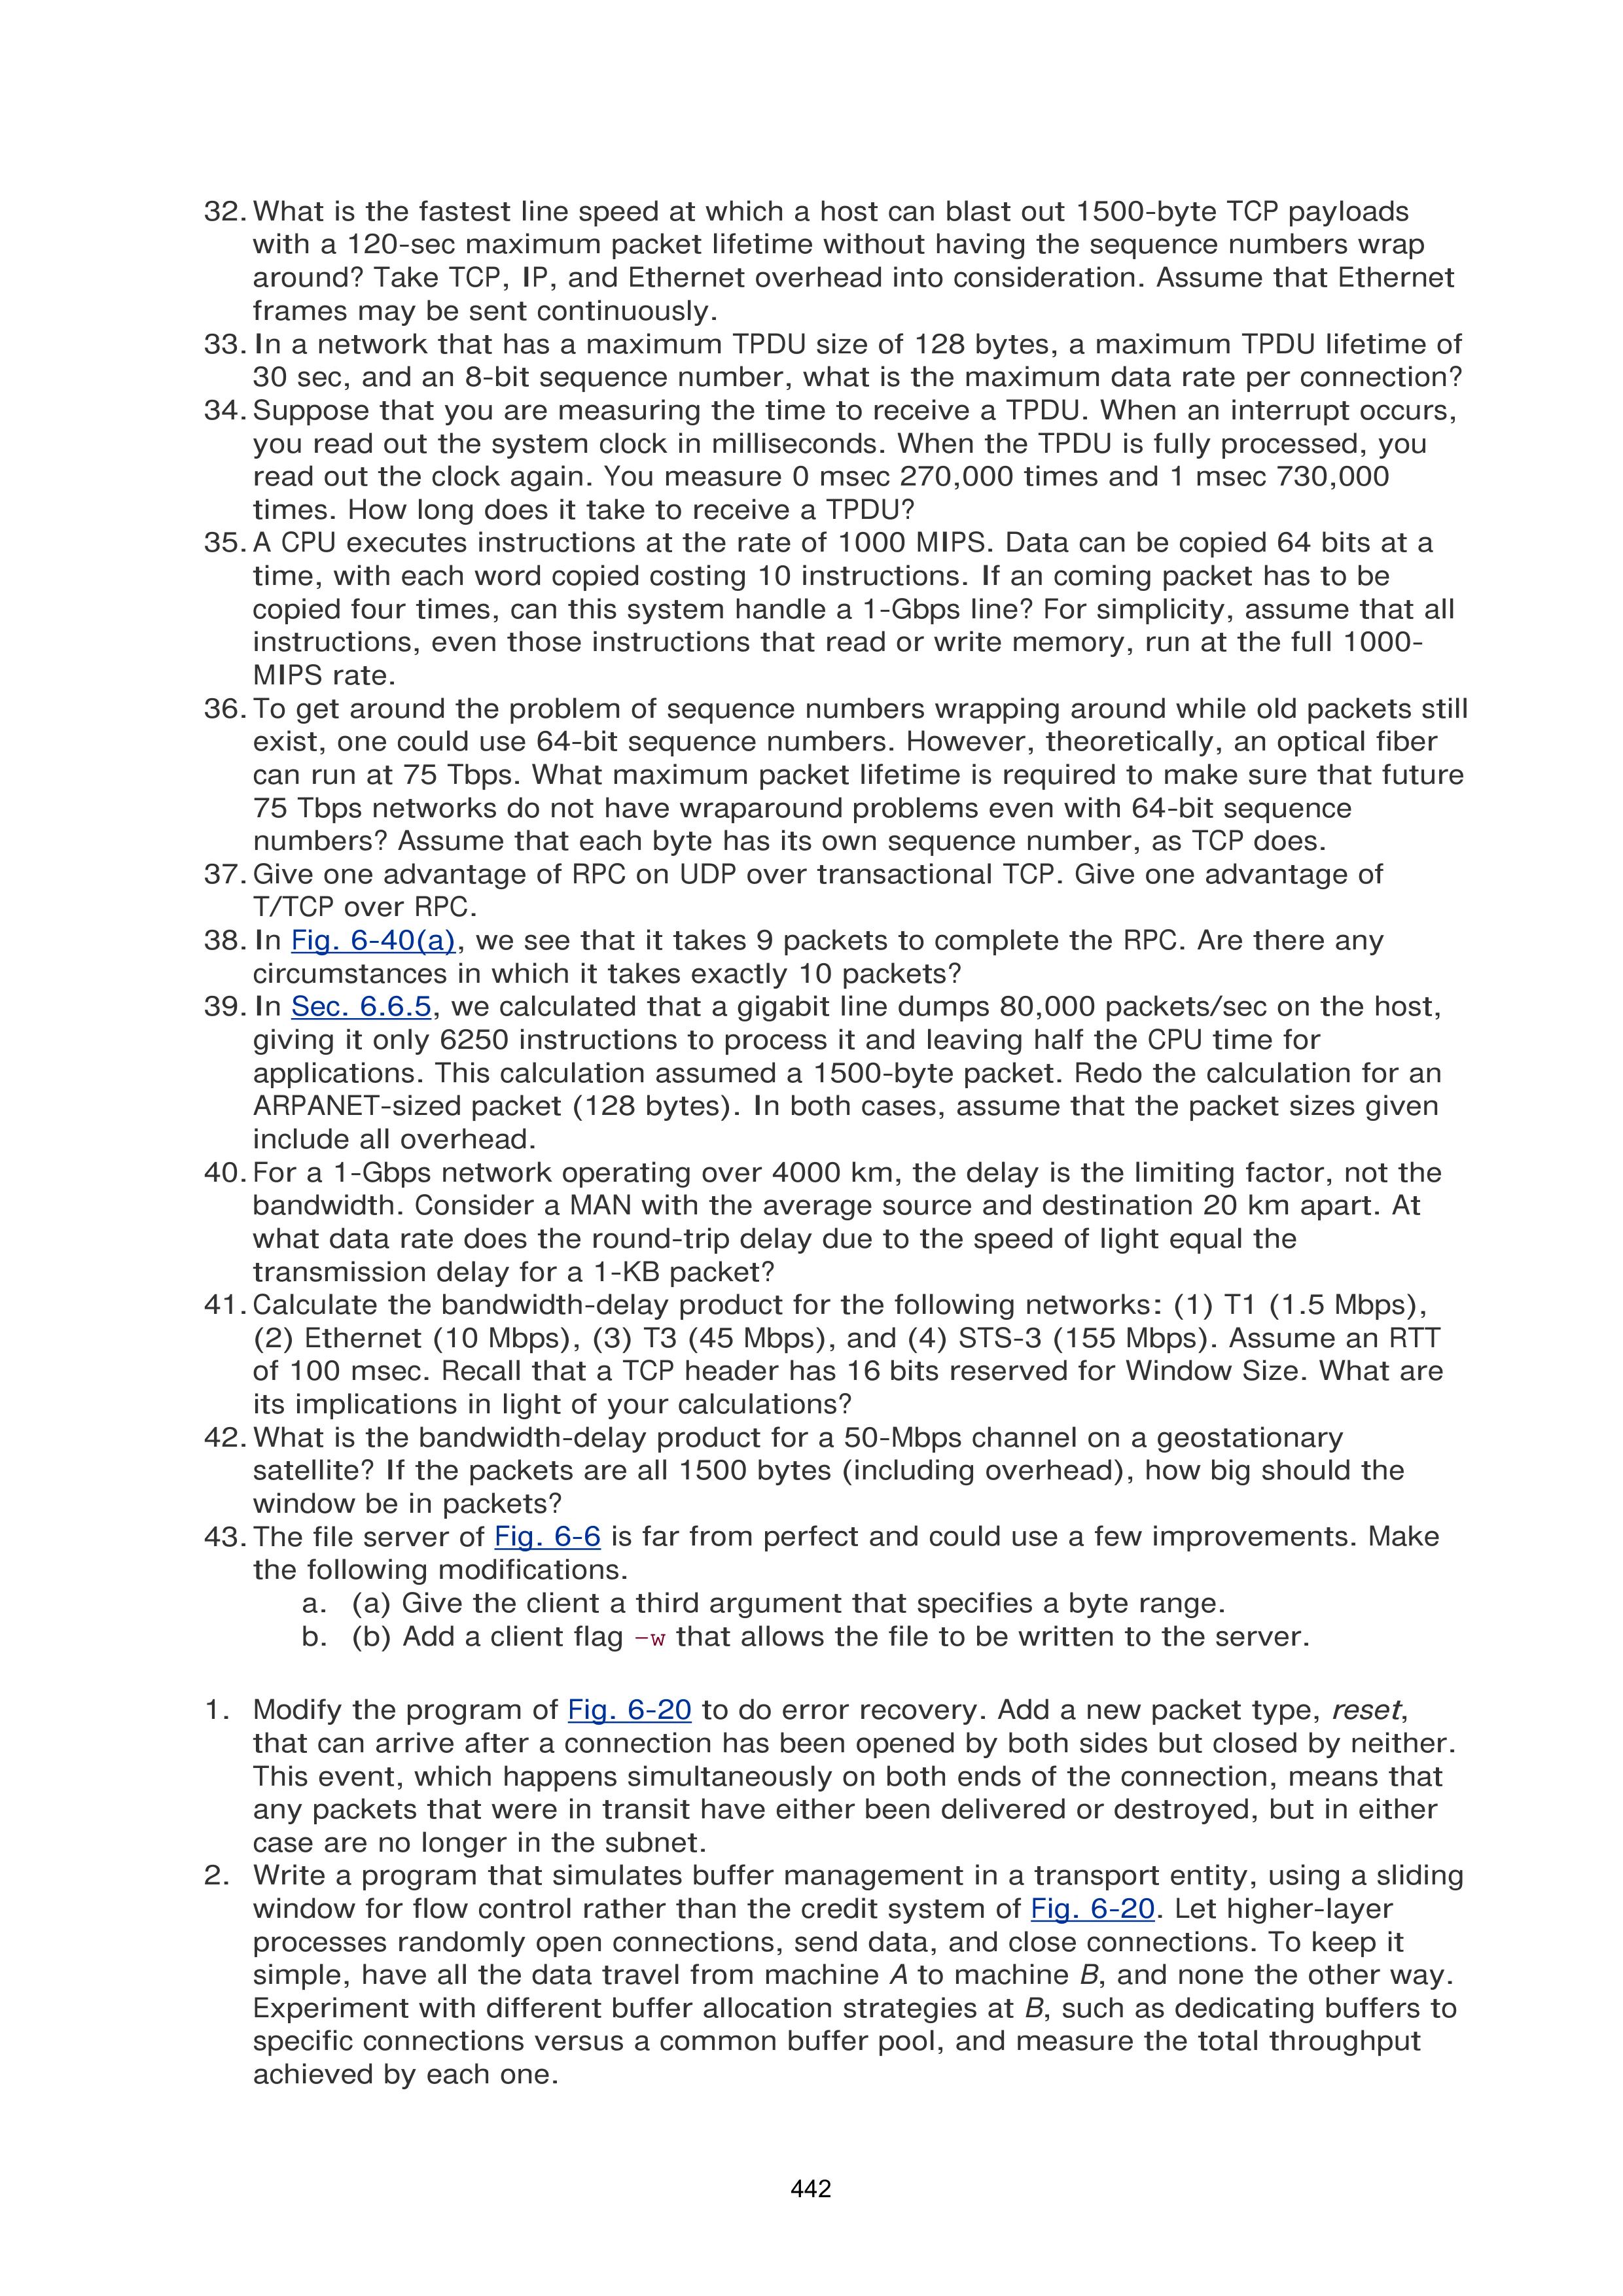 32. What is the fastest line speed at which a host can blast out 1500-byte TCP payloads
with a 120-sec maximum packet lifetime without having the sequence numbers wrap
around? Take TCP, IP, and Ethernet overhead into consideration. Assume that Ethernet
frames may be sent continuously.
33. In a network that has a maximum TPDU size of 128 bytes, a maximum TPDU lifetime of
30 sec, and an 8-bit sequence number, what is the maximum data rate per connection?
34. Suppose that you are measuring the time to receive a TPDU. When an interrupt occurs,
you read out the system clock in milliseconds. When the TPDU is fully processed, you
read out the clock again. You measure 0 msec 270,000 times and 1 msec 730,000
times. How long does it take to receive a TPDU?
35. A CPU executes instructions at the rate of 1000 MIPS. Data can be copied 64 bits at a
time, with each word copied costing 10 instructions. If an coming packet has to be
copied four times, can this system handle a 1-Gbps line? For simplicity, assume that all
instructions, even those instructions that read or write memory, run at the full 1000-
MIPS rate.
36. To get around the problem of sequence numbers wrapping around while old packets still
exist, one could use 64-bit sequence numbers. However, theoretically, an optical fiber
can run at 75 Tbps. What maximum packet lifetime is required to make sure that future
75 Tbps networks do not have wraparound problems even with 64-bit sequence
numbers? Assume that each byte has its own sequence number, as TCP does.
37. Give one advantage of RPC on UDP over transactional TCP. Give one advantage of
T/TCP over RPC.
38. In Fig. 6-40(a), we see that it takes 9 packets to complete the RPC. Are there any
circumstances in which it takes exactly 10 packets?
39. In Sec. 6.6.5, we calculated that a gigabit line dumps 80,000 packets/sec on the host,
giving it only 6250 instructions to process it and leaving half the CPU time for
applications. This calculation assumed a 1500-byte packet. Redo the calculation for an
ARPANET-sized packet (128 bytes). In both cases, assume that the packet sizes given
include all overhead.
40. For a 1-Gbps network operating over 4000 km, the delay is the limiting factor, not the
bandwidth. Consider a MAN with the average source and destination 20 km apart. At
what data rate does the round-trip delay due to the speed of light equal the
transmission delay for a 1-KB packet?
41. Calculate the bandwidth-delay product for the following networks: (1) T1 (1.5 Mbps),
(2) Ethernet (10 Mbps), (3) T3 (45 Mbps), and (4) STS-3 (155 Mbps). Assume an RTT
of 100 msec. Recall that a TCP header has 16 bits reserved for Window Size. What are
its implications in light of your calculations?
42. What is the bandwidth-delay product for a 50-Mbps channel on a geostationary
satellite? If the packets are all 1500 bytes (including overhead), how big should the
window be in packets?
43. The file server of Fig. 6-6 is far from perfect and could use a few improvements. Make
the following modifications.
a. (a) Give the client a third argument that specifies a byte range.
b. (b) Add a client flag –w that allows the file to be written to the server.
1. Modify the program of Fig. 6-20 to do error recovery. Add a new packet type, reset,
that can arrive after a connection has been opened by both sides but closed by neither.
This event, which happens simultaneously on both ends of the connection, means that
any packets that were in transit have either been delivered or destroyed, but in either
case are no longer in the subnet.
2. Write a program that simulates buffer management in a transport entity, using a sliding
window for flow control rather than the credit system of Fig. 6-20. Let higher-layer
processes randomly open connections, send data, and close connections. To keep it
simple, have all the data travel from machine A to machine B, and none the other way.
Experiment with different buffer allocation strategies at B, such as dedicating buffers to
specific connections versus a common buffer pool, and measure the total throughput
achieved by each one.
442